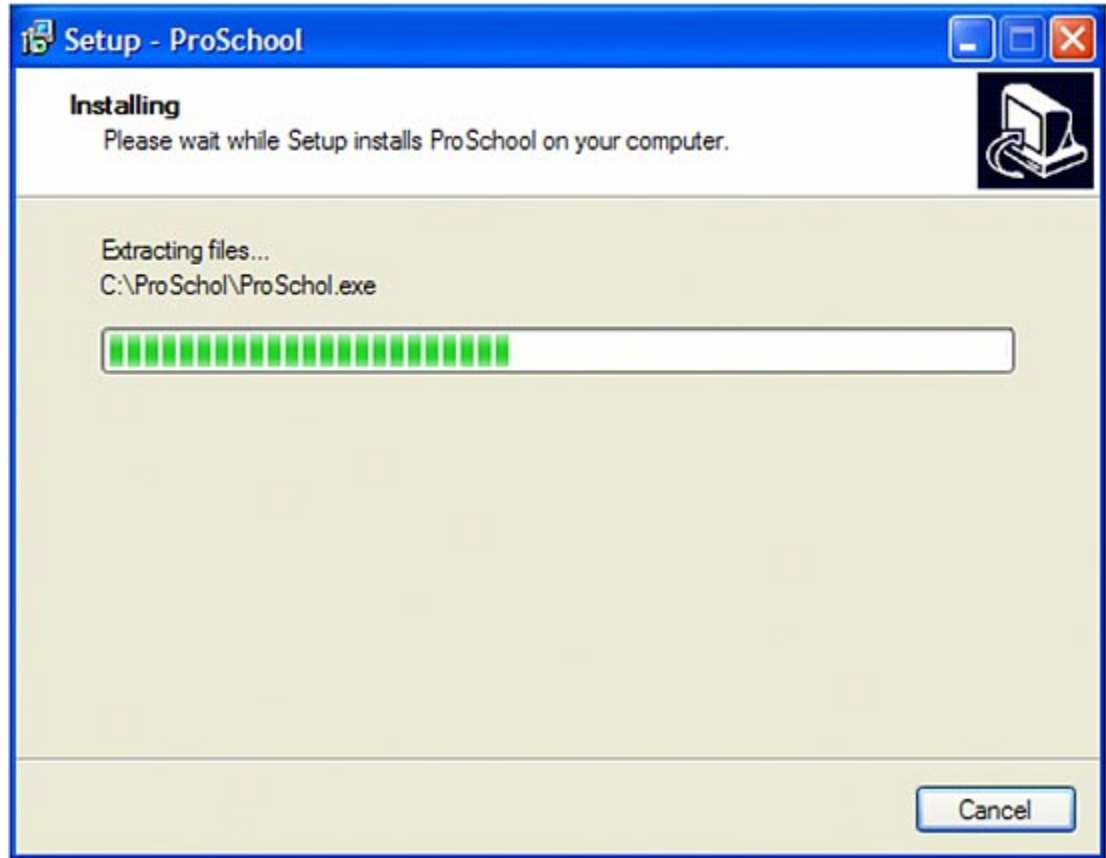 Setup - ProSchool
Installing
Please wait while Setup installs ProSchool on your computer.
Extracting files...
C:\ProSchol\ProSchol.exe
Cancel